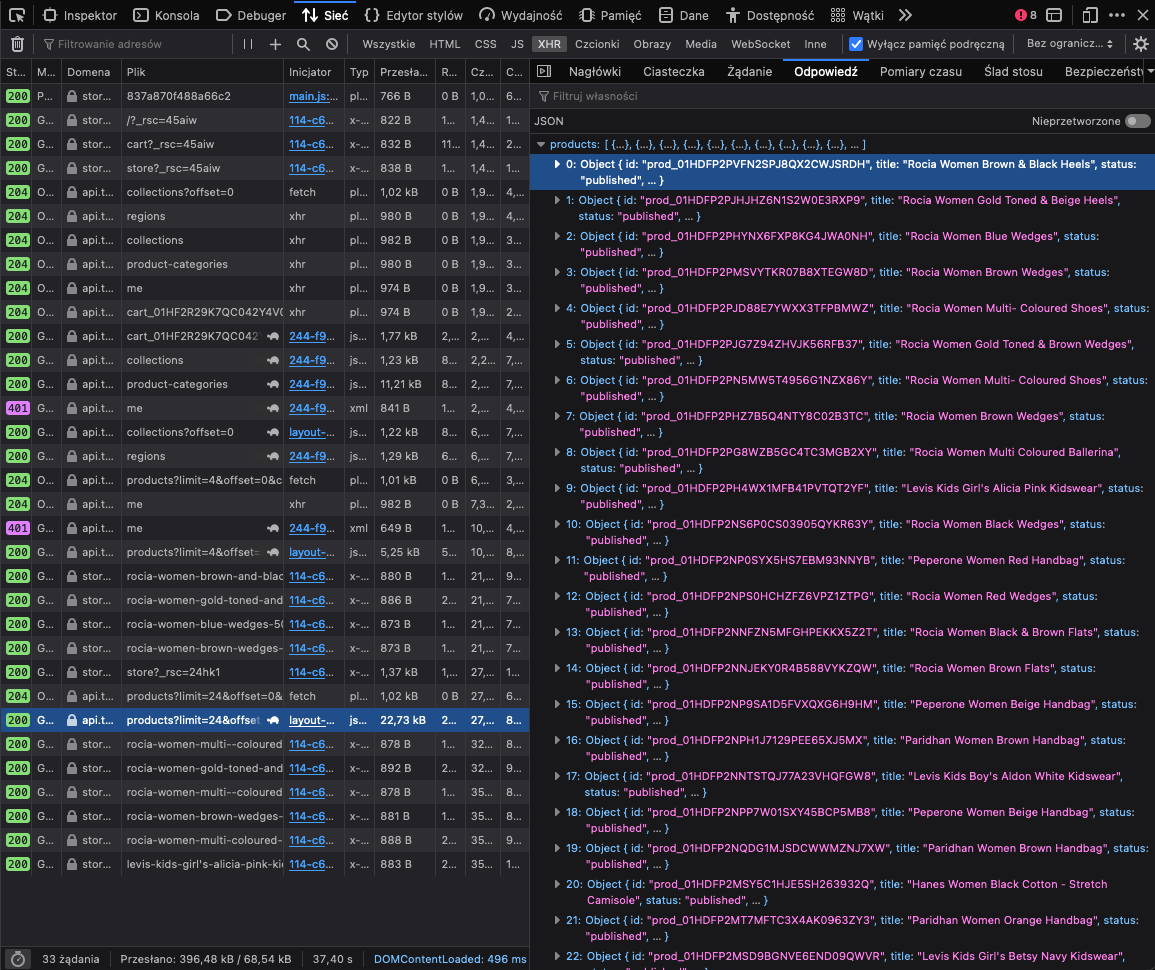 Inspektor Konsola Debuger Sieć Edytor stylów Wydajność Pamięć Dane Dostępność Wątki 8
Filtrowanie adresów Wszystkie HTML CSS JS XHR Czcionki Obrazy Media WebSocket Inne Wyłącz pamięć podręczną Bez ogranicz...
St... M... Domena Plik Inicjator Typ Przesła... R... Cz... C...
200 P... stor... 837a870f488a66c2 main.js:... pl... 766 B 0 B 1,0... 6...
200 G... stor... /?_rsc=45aiw 114-c6... x-... 822 B 1... 1,4... ...
200 G... stor... cart?_rsc=45aiw 114-c6... x-... 832 B 11... 1,4... ...
200 G... stor... store?_rsc=45aiw 114-c6... x-... 838 B 1... 1,4... ...
204 O... api.t... collections?offset=0 fetch pl... 1,02 kB 0 B 1,9... 4...
204 O... api.t... regions xhr pl... 980 B 0 B 1,9... 4...
204 O... api.t... collections xhr pl... 982 B 0 B 1,9... 3...
204 O... api.t... product-categories xhr pl... 980 B 0 B 1,9... 3...
204 O... api.t... me xhr pl... 974 B 0 B 1,9... 3...
204 O... api.t... cart_01HF2R29K7QC042Y4V0 xhr pl... 974 B 0 B 1,9... 3...
200 G... api.t... cart_01HF2R29K7QC042 244-f9... js... 1,77 kB 2,... 2,... 4,...
200 G... api.t... collections 244-f9... js... 1,23 kB 8... 2,2... 7,...
200 G... api.t... product-categories 244-f9... js... 11,21 kB 8... 2,... 7,...
401 G... api.t... me 244-f9... xml 841 B 1... 2,... 4,...
200 G... api.t... collections?offset=0 layout-... js... 1,22 kB 8... 6,... 7,...
200 G... api.t... regions 244-f9... js... 1,29 kB 6... 6,... 7,...
204 O... api.t... products?limit=4&offset=0&c fetch pl... 1,01 kB 0 B 6,... 3,...
204 O... api.t... me xhr pl... 982 B 0 B 7,3... 2...
401 G... api.t... me 244-f9... xml 649 B 1... 10,... 4,...
200 G... api.t... products?limit=4&offset= layout-... js... 5,25 kB 5... 10,... 8,...
200 G... stor... rocia-women-brown-and-blac 114-c6... x-... 880 B 1... 21,... 9...
200 G... stor... rocia-women-gold-toned-and 114-c6... x-... 886 B 2... 21,... 9...
200 G... stor... rocia-women-blue-wedges-50 114-c6... x-... 873 B 1... 21,... 7...
200 G... stor... rocia-women-brown-wedges- 114-c6... x-... 873 B 1... 21,... 7...
200 G... stor... store?_rsc=24hk1 114-c6... x-... 1,37 kB 1,... 27,... 1...
204 O... api.t... products?limit=24&offset=0& fetch pl... 1,02 kB 0 B 27,... 6...
200 G... api.t... products?limit=24&offse layout-... js... 22,73 kB 2... 27,... 8...
200 G... stor... rocia-women-multi--coloured 114-c6... x-... 878 B 1... 32... 8...
200 G... stor... rocia-women-gold-toned-and 114-c6... x-... 892 B 2... 32... 9...
200 G... stor... rocia-women-multi--coloured 114-c6... x-... 878 B 1... 35... 8...
200 G... stor... rocia-women-brown-wedges- 114-c6... x-... 881 B 1... 35... 8...
200 G... stor... rocia-women-multi-coloured- 114-c6... x-... 888 B 2... 35... 9...
200 G... stor... levis-kids-girl's-alicia-pink-ki 114-c6... x-... 883 B 2... 35... 1...
33 żądania Przesłano: 396,48 kB / 68,54 kB 37,40 s DOMContentLoaded: 496 ms
Nagłówki Ciasteczka Żądanie Odpowiedź Pomiary czasu Ślad stosu Bezpieczeństw
Filtruj własności
JSON Nieprzetworzone
products: [ {...}, {...}, {...}, {...}, {...}, {...}, {...}, {...}, {...}, {...}, ... ]
0: Object { id: "prod_01HDFP2PVFN2SPJ8QX2CWJSRDH", title: "Rocia Women Brown & Black Heels", status:
"published", ... }
1: Object { id: "prod_01HDFP2PJHJHZ6N1S2W0E3RXP9", title: "Rocia Women Gold Toned & Beige Heels",
status: "published", ... }
2: Object { id: "prod_01HDFP2PHYNX6FXP8KG4JWA0NH", title: "Rocia Women Blue Wedges", status:
"published", ... }
3: Object { id: "prod_01HDFP2PMSVYTKR07B8XTEGW8D", title: "Rocia Women Brown Wedges", status:
"published", ... }
4: Object { id: "prod_01HDFP2PJD88E7YWXX3TFPBMWZ", title: "Rocia Women Multi- Coloured Shoes", status:
"published", ... }
5: Object { id: "prod_01HDFP2PJG7Z94ZHVJK56RFB37", title: "Rocia Women Gold Toned & Brown Wedges",
status: "published", ... }
6: Object { id: "prod_01HDFP2PN5MW5T4956G1NZX86Y", title: "Rocia Women Multi- Coloured Shoes", status:
"published", ... }
7: Object { id: "prod_01HDFP2PHZ7B5Q4NTY8C02B3TC", title: "Rocia Women Brown Wedges", status:
"published", ... }
8: Object { id: "prod_01HDFP2PG8WZB5GC4TC3MGB2XY", title: "Rocia Women Multi Coloured Ballerina",
status: "published", ... }
9: Object { id: "prod_01HDFP2PH4WX1MFB41PVTQT2YF", title: "Levis Kids Girl's Alicia Pink Kidswear", status:
"published", ... }
10: Object { id: "prod_01HDFP2NS6P0CS03905QYKR63Y", title: "Rocia Women Black Wedges", status:
"published", ... }
11: Object { id: "prod_01HDFP2NP0SYX5HS7EBM93NNYB", title: "Peperone Women Red Handbag", status:
"published", ... }
12: Object { id: "prod_01HDFP2NPS0HCHZFZ6VPZ1ZTPG", title: "Rocia Women Red Wedges", status:
"published", ... }
13: Object { id: "prod_01HDFP2NNFZN5MFGHPEKKX5Z2T", title: "Rocia Women Black & Brown Flats", status:
"published", ... }
14: Object { id: "prod_01HDFP2NNJEKY0R4B588VYKZQW", title: "Rocia Women Brown Flats", status:
"published", ... }
15: Object { id: "prod_01HDFP2NP9SA1D5FVXQXG6H9HM", title: "Peperone Women Beige Handbag", status:
"published", ... }
16: Object { id: "prod_01HDFP2NPH1J7129PEE65XJ5MX", title: "Paridhan Women Brown Handbag", status:
"published", ... }
17: Object { id: "prod_01HDFP2NNTSTQJ77A23VHQFGW8", title: "Levis Kids Boy's Aldon White Kidswear",
status: "published", ... }
18: Object { id: "prod_01HDFP2NPP7W01SXY45BCP5MB8", title: "Peperone Women Beige Handbag", status:
"published", ... }
19: Object { id: "prod_01HDFP2NQDG1MJSDCWWMZNJ7XW", title: "Paridhan Women Brown Handbag", status:
"published", ... }
20: Object { id: "prod_01HDFP2MSY5C1HJE5SH263932Q", title: "Hanes Women Black Cotton - Stretch
Camisole", status: "published", ... }
21: Object { id: "prod_01HDFP2MT7MFTC3X4AK0963ZY3", title: "Paridhan Women Orange Handbag", status:
"published", ... }
22: Object { id: "prod_01HDFP2MSD9BGNVE6END09QWVR", title: "Levis Kids Girl's Betsy Navy Kidswear",